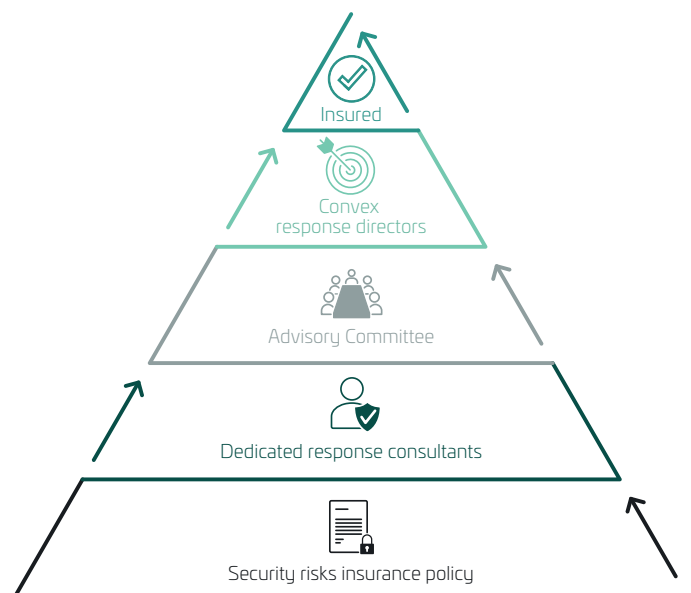 Insured
Convex
response directors
Advisory Committee
Dedicated response consultants
Security risks insurance policy